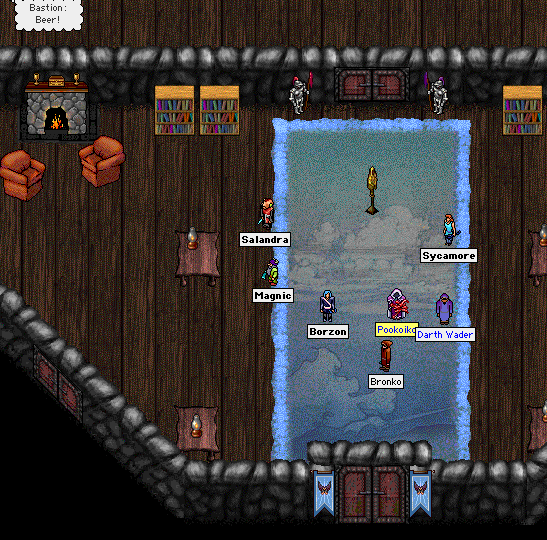 Bastion:
Beer!
Salandra
Sycamore
Magnic
Borzon
Pookoiko
Darth Wader
Bronko